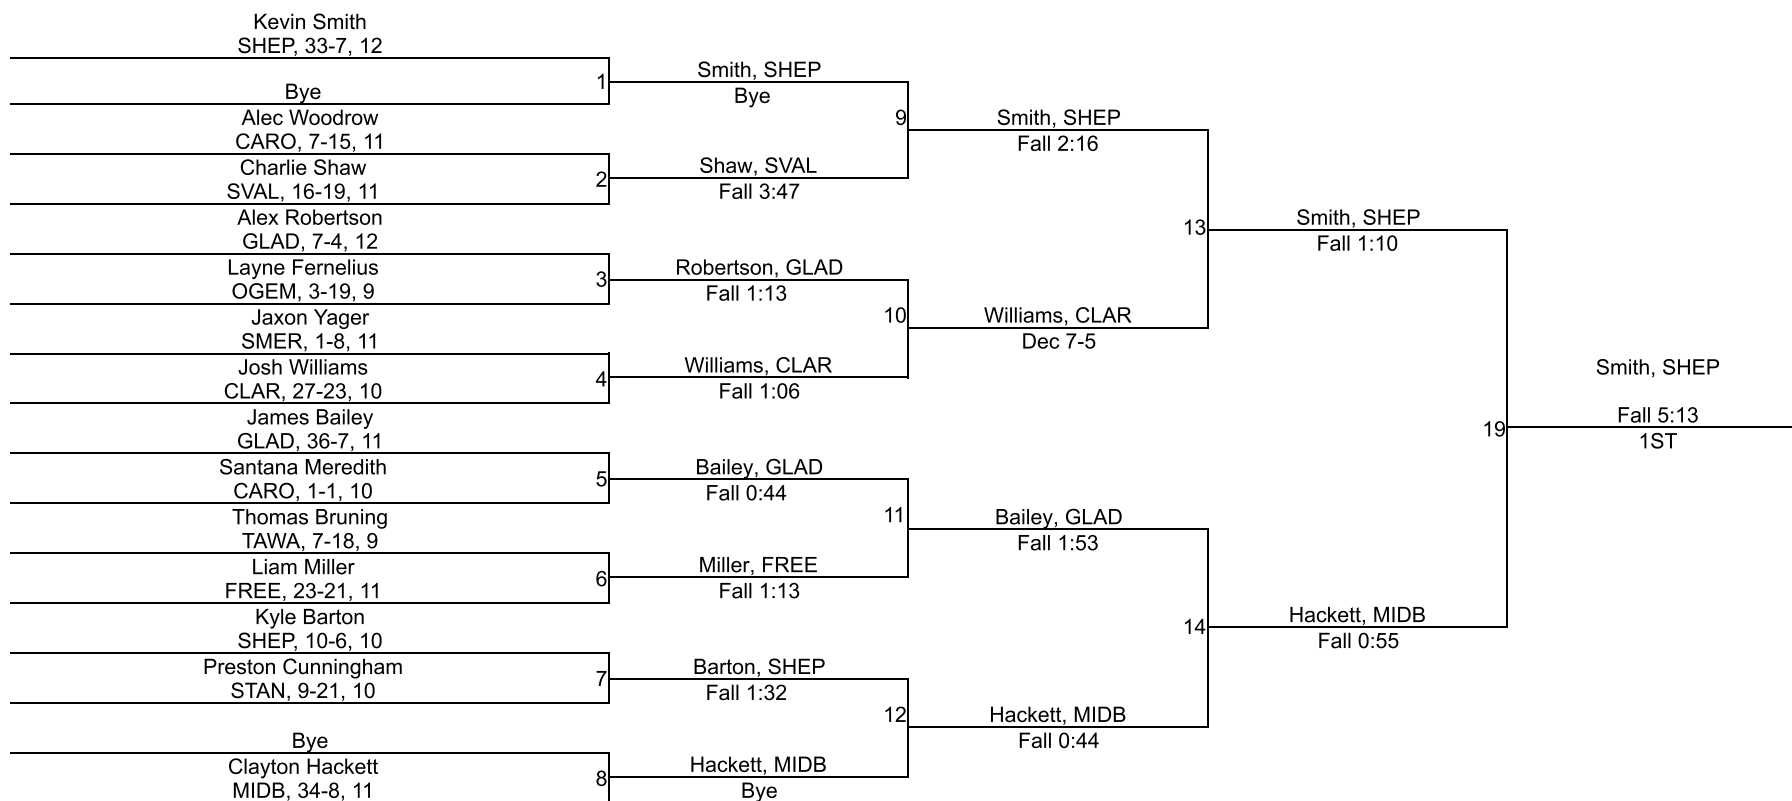 Kevin Smith
SHEP, 33-7, 12
Bye
Alec Woodrow
CARO, 7-15, 11
Charlie Shaw
SVAL, 16-19, 11
Alex Robertson
GLAD, 7-4, 12
Layne Fernelius
OGEM, 3-19, 9
Jaxon Yager
SMER, 1-8, 11
Josh Williams
CLAR, 27-23, 10
James Bailey
GLAD, 36-7, 11
Santana Meredith
CARO, 1-1, 10
Thomas Bruning
TAWA, 7-18, 9
Liam Miller
FREE, 23-21, 11
Kyle Barton
SHEP, 10-6, 10
Preston Cunningham
STAN, 9-21, 10
Bye
Clayton Hackett
MIDB, 34-8, 11
1
2
3
4
5
6
7
8
Smith, SHEP
Bye
Shaw, SVAL
Fall 3:47
Robertson, GLAD
Fall 1:13
Williams, CLAR
Fall 1:06
Bailey, GLAD
Fall 0:44
Miller, FREE
Fall 1:13
Barton, SHEP
Fall 1:32
Hackett, MIDB
Bye
9
10
11
12
Smith, SHEP
Fall 2:16
Williams, CLAR
Dec 7-5
Bailey, GLAD
Fall 1:53
Hackett, MIDB
Fall 0:44
13
14
Smith, SHEP
Fall 1:10
Hackett, MIDB
Fall 0:55
19
Smith, SHEP
Fall 5:13
1ST